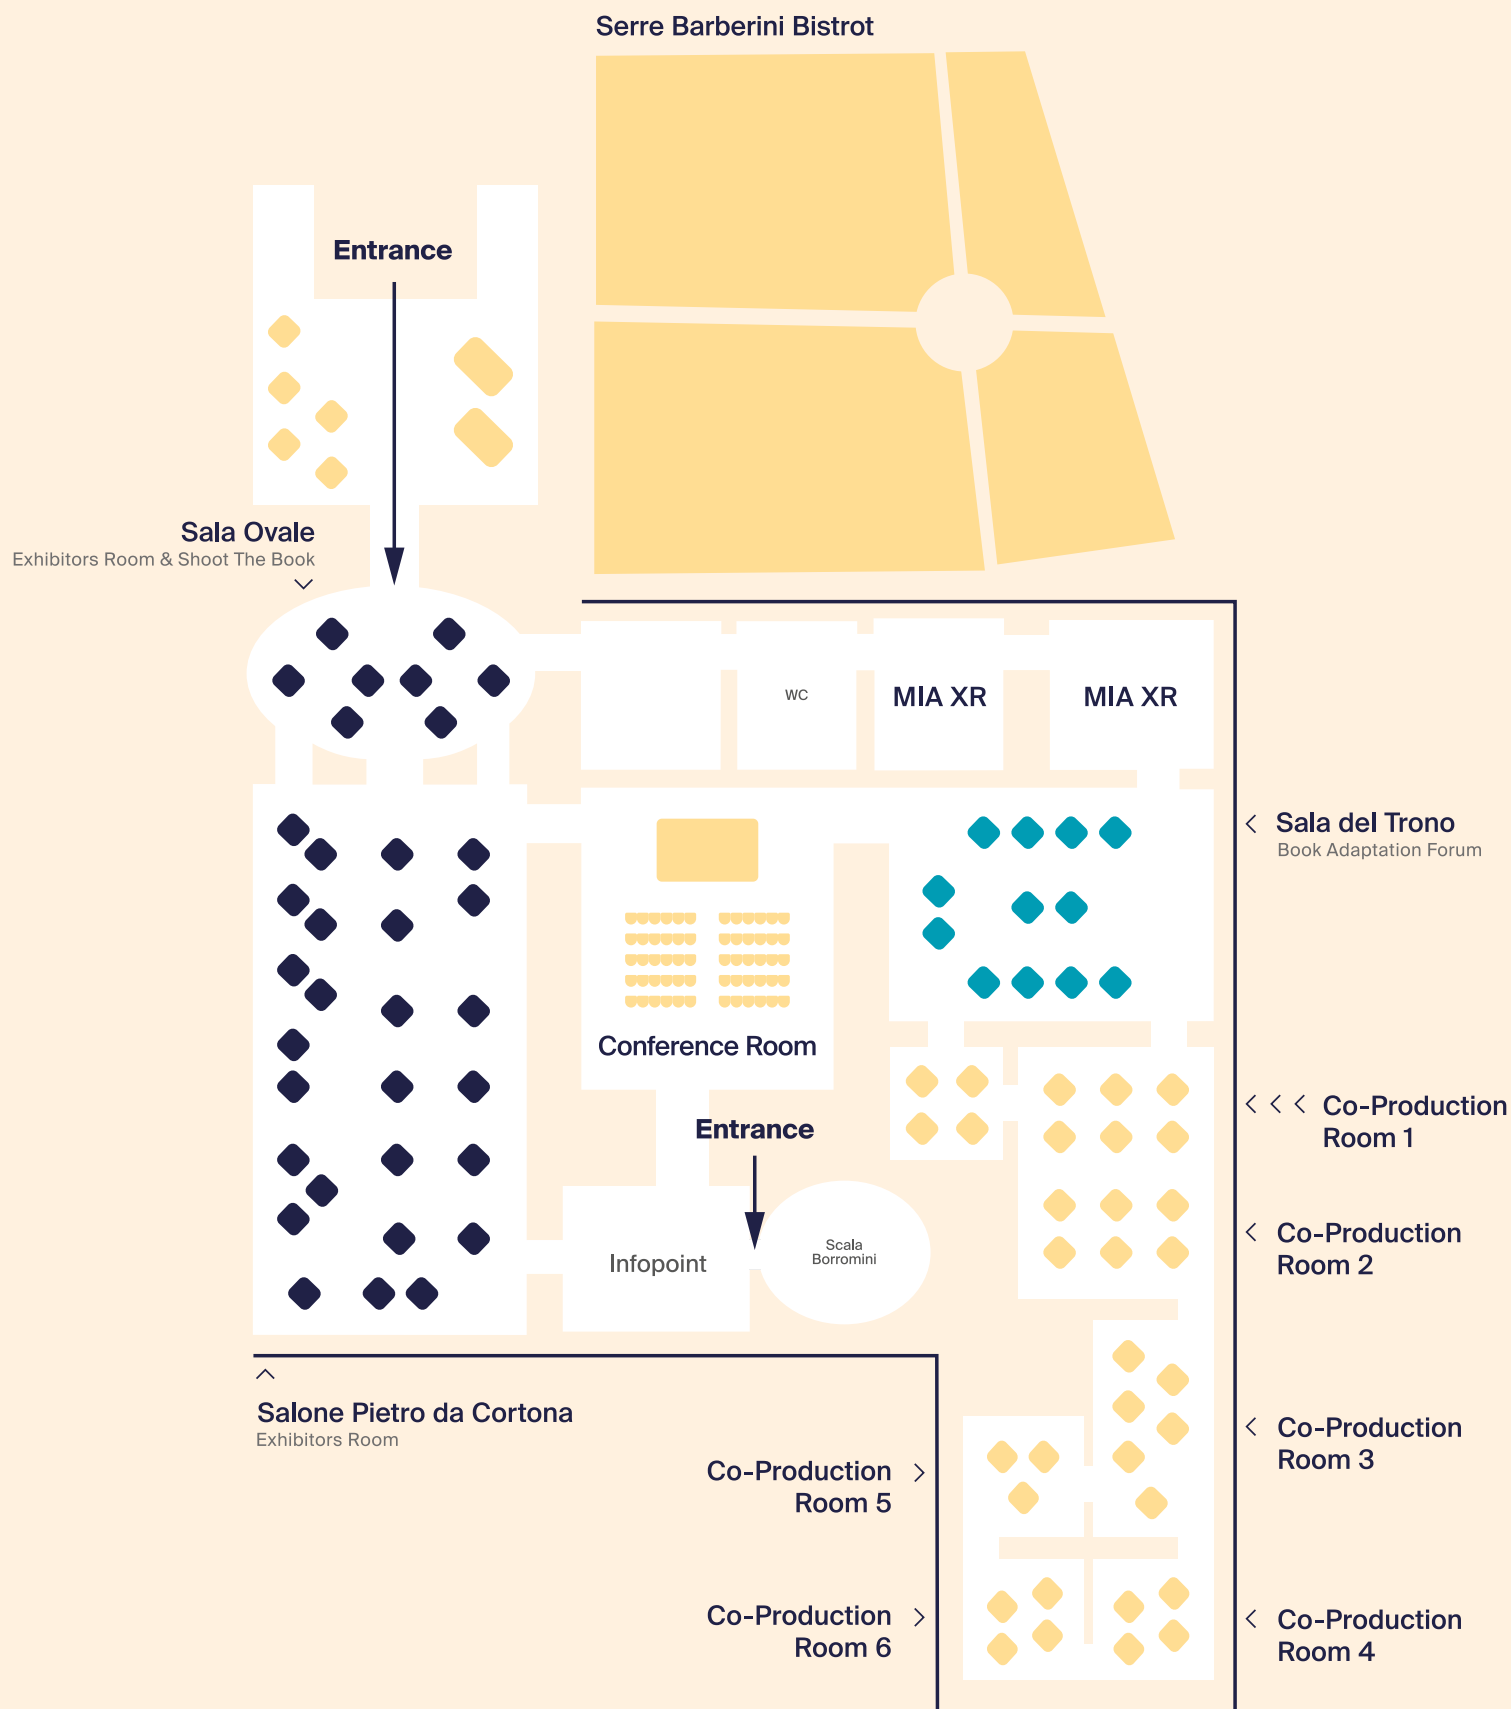 Serre Barberini Bistrot
Entrance
Sala Ovale
Exhibitors Room & Shoot The Book
WC
MIA XR
MIA XR
Sala del Trono
Book Adaptation Forum
Conference Room
Entrance
Co-Production
Room 1
Infopoint
Scala
Borromini
Co-Production
Room 2
Salone Pietro da Cortona
Exhibitors Room
Co-Production
Room 3
Co-Production
Room 5
Co-Production
Room 6
Co-Production
Room 4